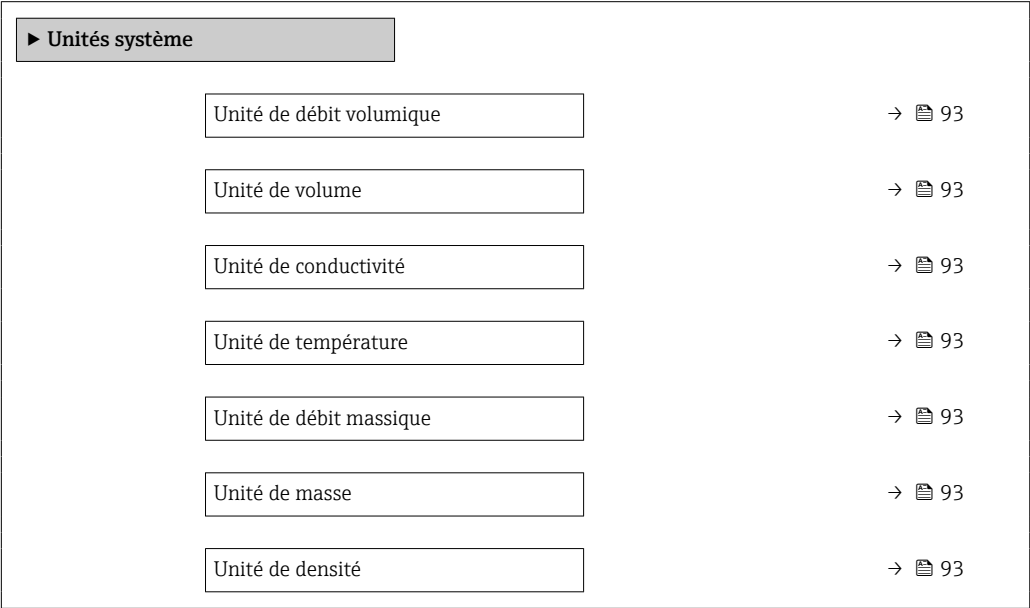 ► Unités système
Unité de débit volumique → 🖺 93
Unité de volume → 🖺 93
Unité de conductivité → 🖺 93
Unité de température → 🖺 93
Unité de débit massique → 🖺 93
Unité de masse → 🖺 93
Unité de densité → 🖺 93